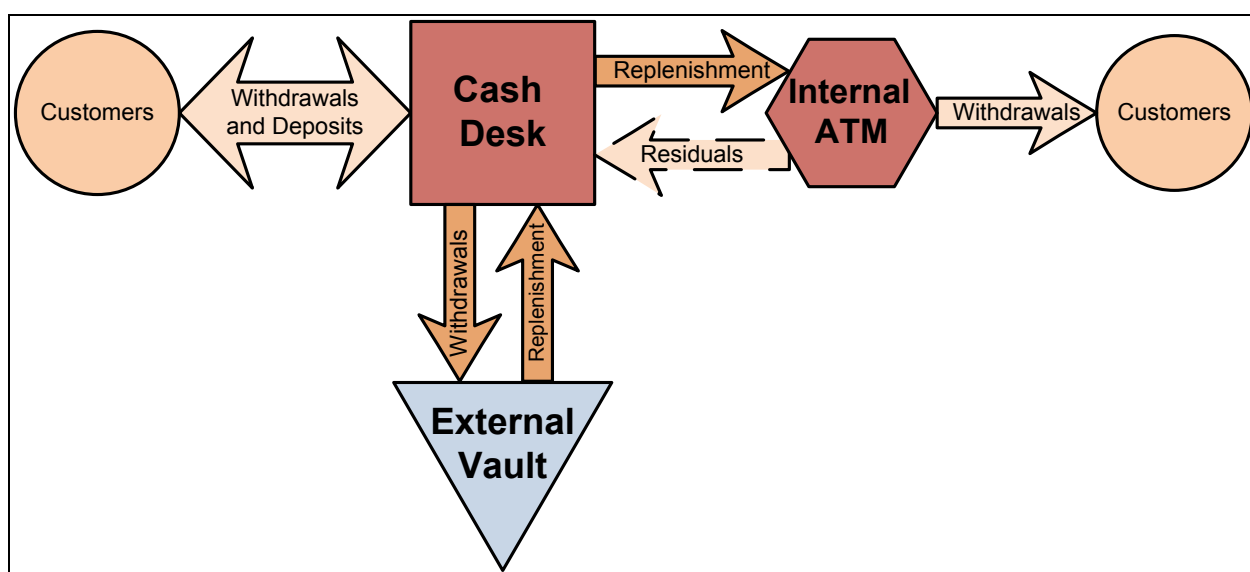 Customers
Withdrawals
and Deposits
Cash
Desk
Replenishment
Residuals
Internal
ATM
Withdrawals
Customers
Withdrawals
Replenishment
External
Vault